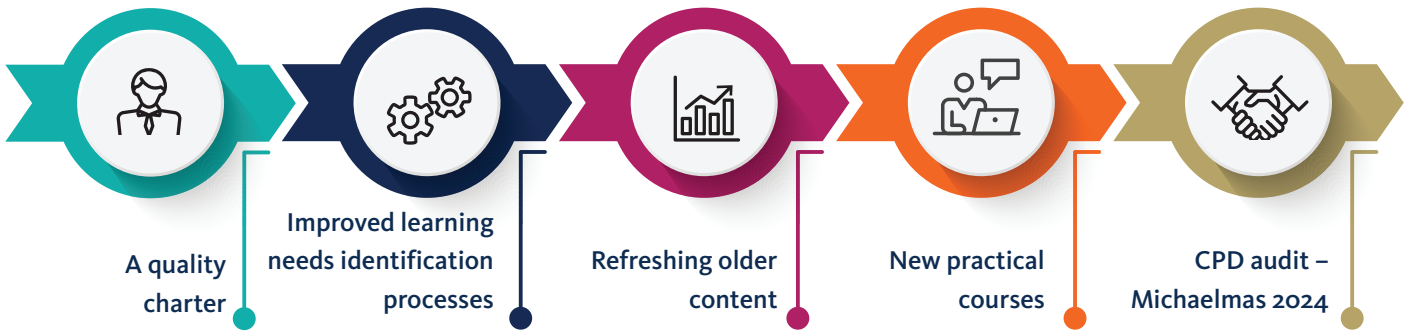 A quality
charter
Improved learning
needs identification
processes
Refreshing older
content
New practical
courses
CPD audit –
Michaelmas 2024